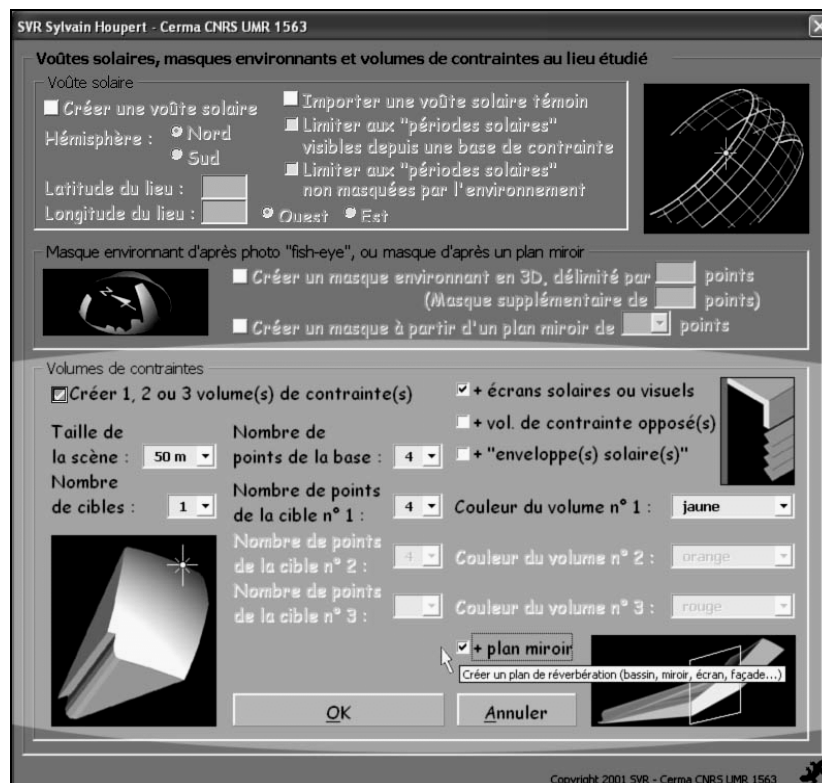 SVR Sylvain Houpert - Cerma CNRS UMR 1563
Voûtes solaires, masques environnants et volumes de contraintes au lieu étudié
Voûte solaire
Créer une voûte solaire
Hémisphère :
Nord
Sud
Latitude du lieu :
Longitude du lieu :
Ouest
Est
Importer une voûte solaire témoin
Limiter aux "périodes solaires"
visibles depuis une base de contrainte
Limiter aux "périodes solaires"
non masquées par l'environnement
Masque environnant d'après photo "fish-eye", ou masque d'après un plan miroir
Créer un masque environnant en 3D, délimité par points
(Masque supplémentaire de points)
Créer un masque à partir d'un plan miroir de points
Volumes de contraintes
Créer 1, 2 ou 3 volume(s) de contrainte(s)
+ écrans solaires ou visuels
+ vol. de contrainte opposé(s)
+ "enveloppe(s) solaire(s)"
Taille de
la scène : 50 m
Nombre de
points de la base : 4
Nombre
de cibles : 1
Nombre de points
de la cible n° 1 : 4
Couleur du volume n° 1 : jaune
Nombre de points
de la cible n° 2 : 4
Couleur du volume n° 2 : orange
Nombre de points
de la cible n° 3 :
Couleur du volume n° 3 : rouge
+ plan miroir
Créer un plan de réverbération (bassin, miroir, écran, façade...)
OK
Annuler
Copyright 2001 SVR - Cerma CNRS UMR 1563